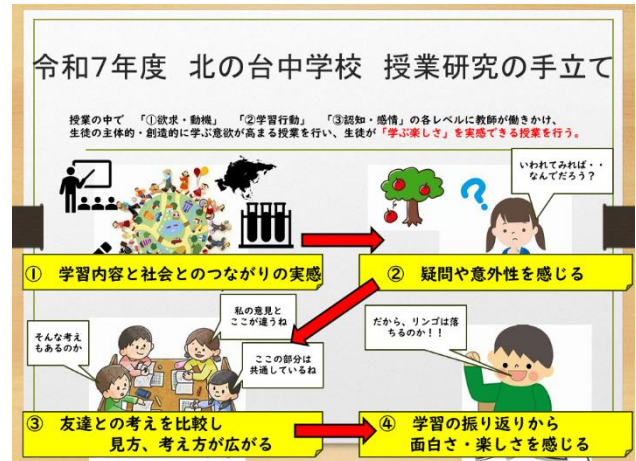 令和7年度 北の台中学校 授業研究の手立て
授業の中で 「①欲求・動機」 「②学習行動」 「③認知・感情」の各レベルに教師が働きかけ、
生徒の主体的・創造的に学ぶ意欲が高まる授業を行い、生徒が「学ぶ楽しさ」を実感できる授業を行う。
いわれてみれば・・
なんでだろう？
① 学習内容と社会とのつながりの実感
② 疑問や意外性を感じる
そんな考え
もあるのか
私の意見と
ここが違うね
ここの部分は
共通しているね
だから、リンゴは落
ちるのか！！
③ 友達との考えを比較し
見方、考え方が広がる
④ 学習の振り返りから
面白さ・楽しさを感じる